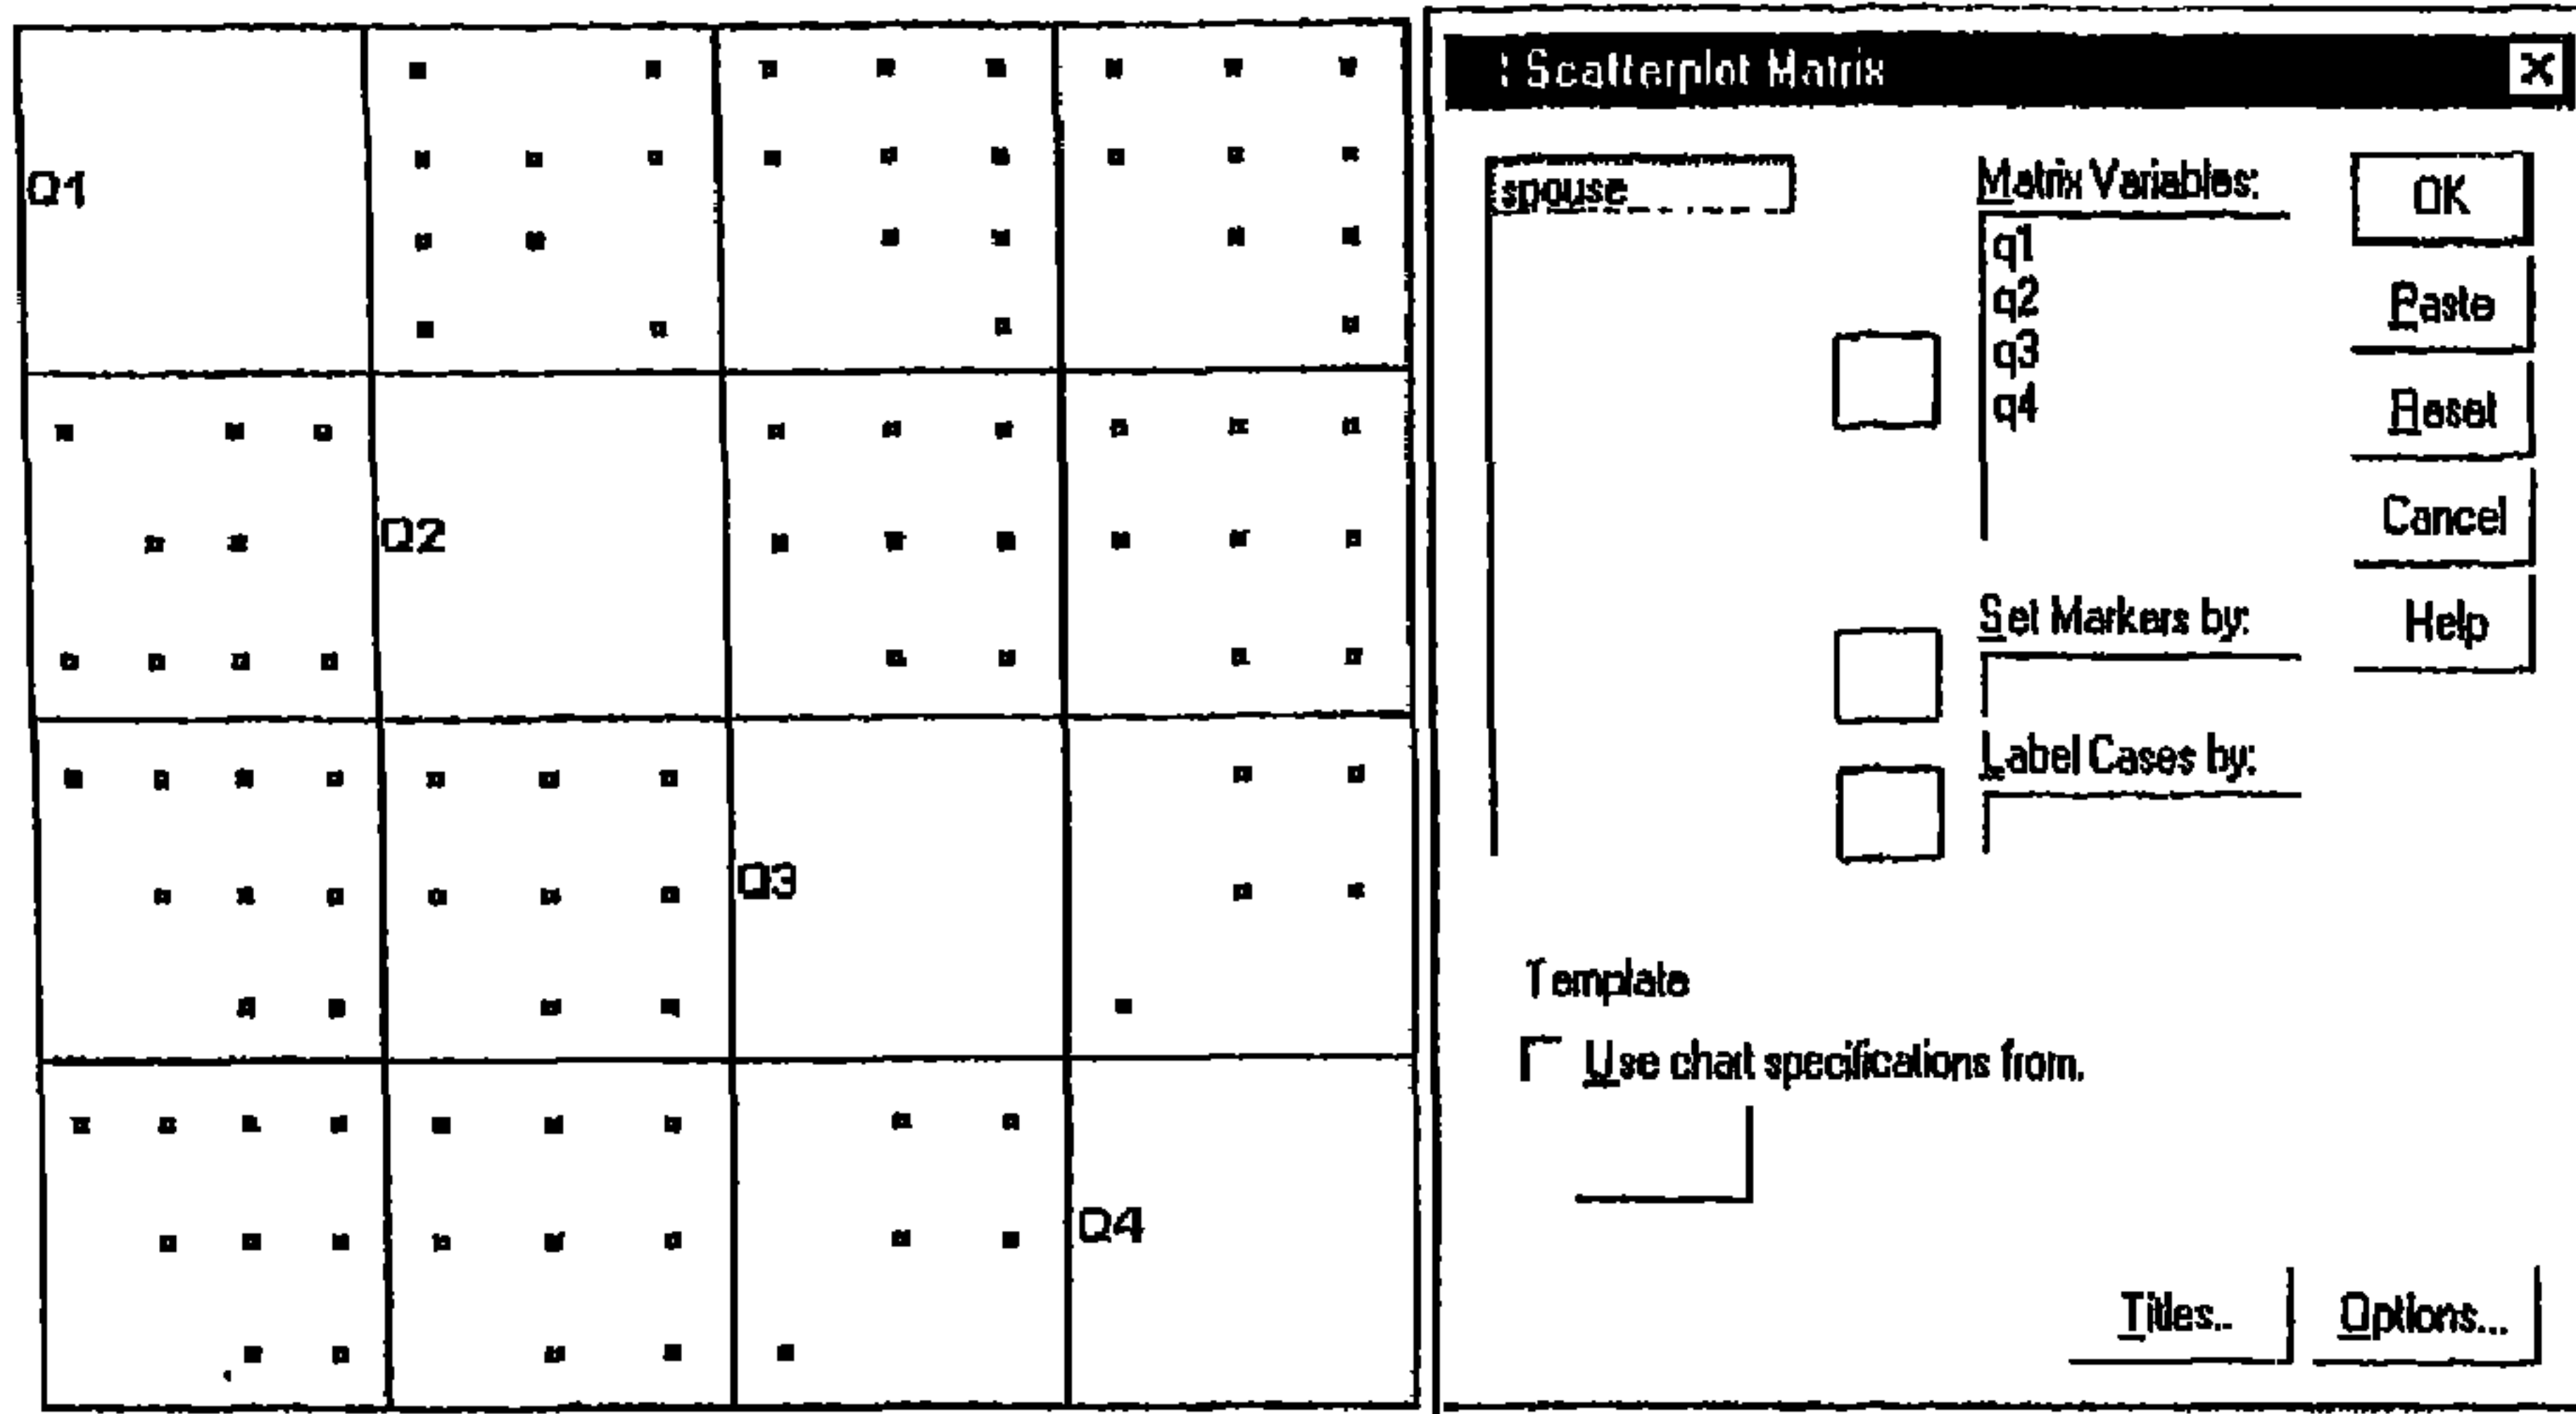 Q1
Q2
Q3
Q4
Scatterplot Matrix
spouse
Matrix Variables:
q1
q2
q3
q4
OK
Paste
Reset
Cancel
Help
Set Markers by:
Label Cases by:
Template
Use chart specifications from.
Titles..
Options...